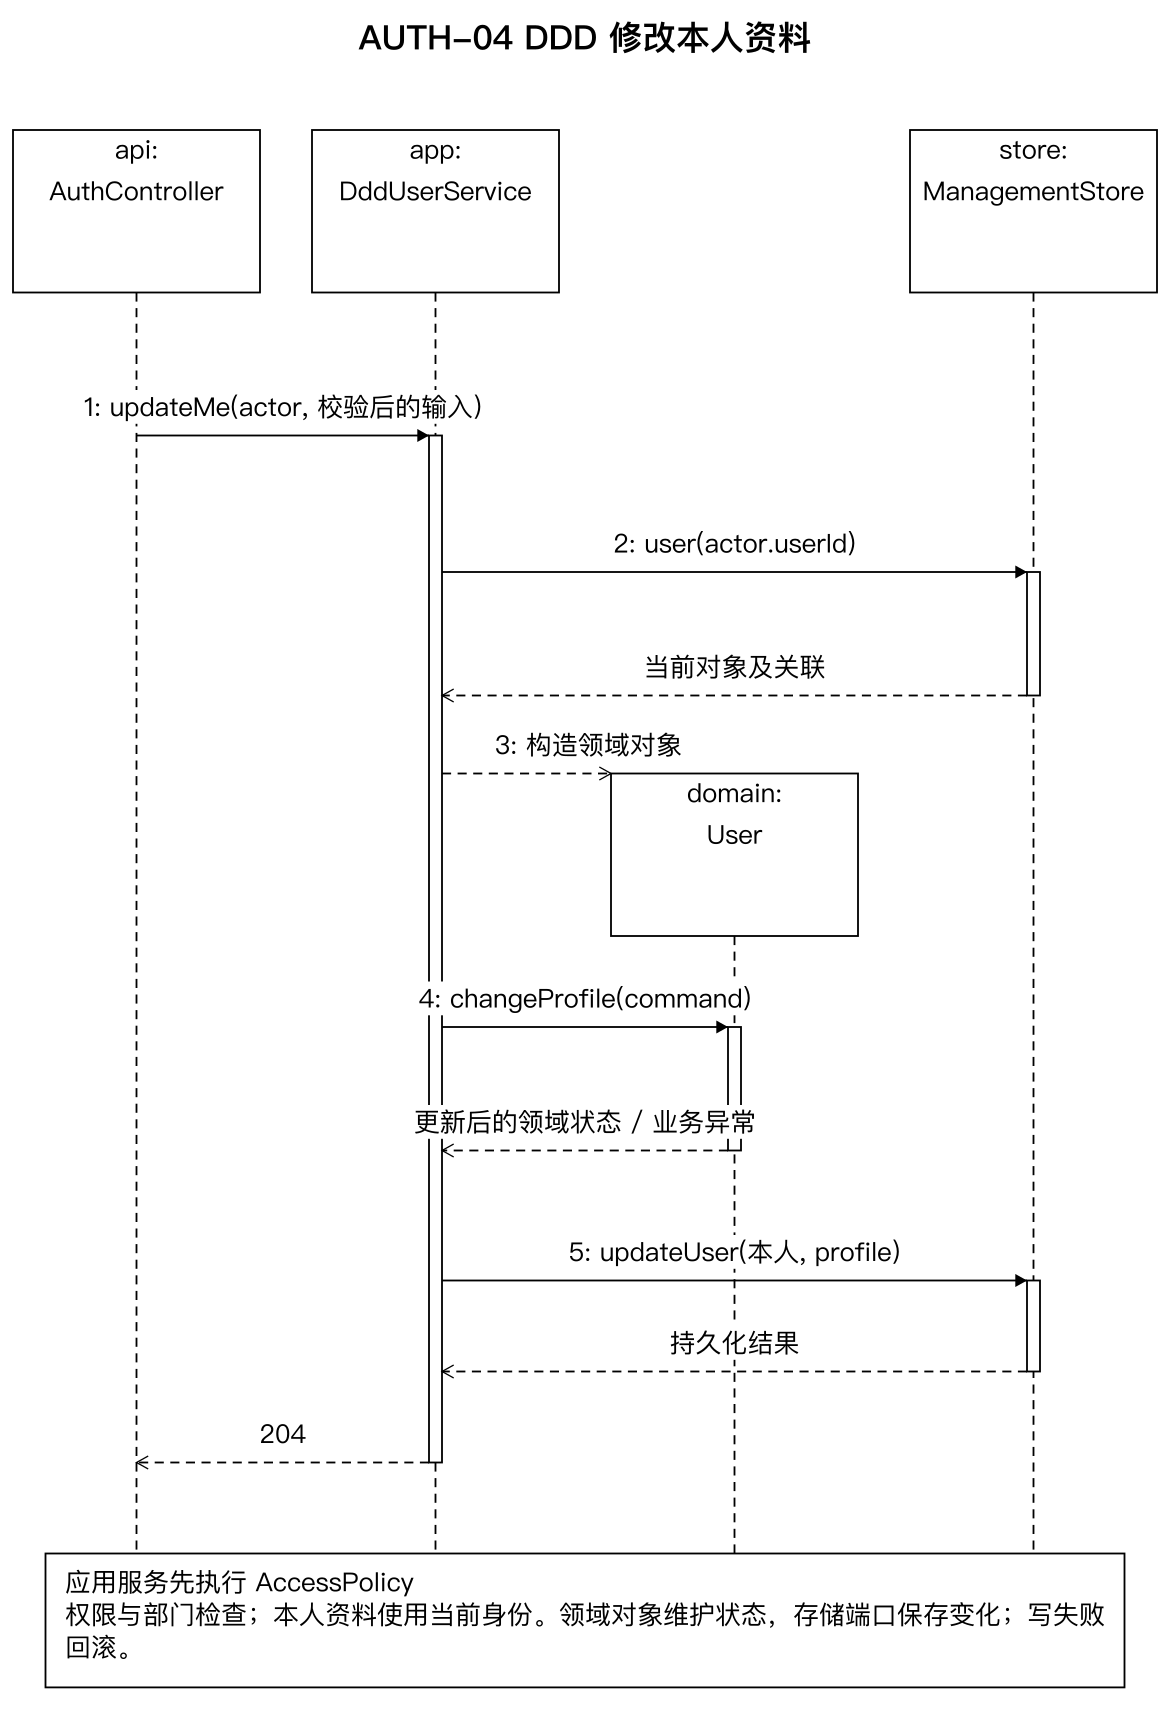 AUTH-04 DDD 修改本人资料
api:
AuthController
app:
DddUserService
store:
ManagementStore
1: updateMe(actor, 校验后的输入)
2: user(actor.userId)
当前对象及关联
3: 构造领域对象
domain:
User
4: changeProfile(command)
更新后的领域状态 / 业务异常
5: updateUser(本人, profile)
持久化结果
204
应用服务先执行 AccessPolicy
权限与部门检查；本人资料使用当前身份。领域对象维护状态，存储端口保存变化；写失败
回滚。